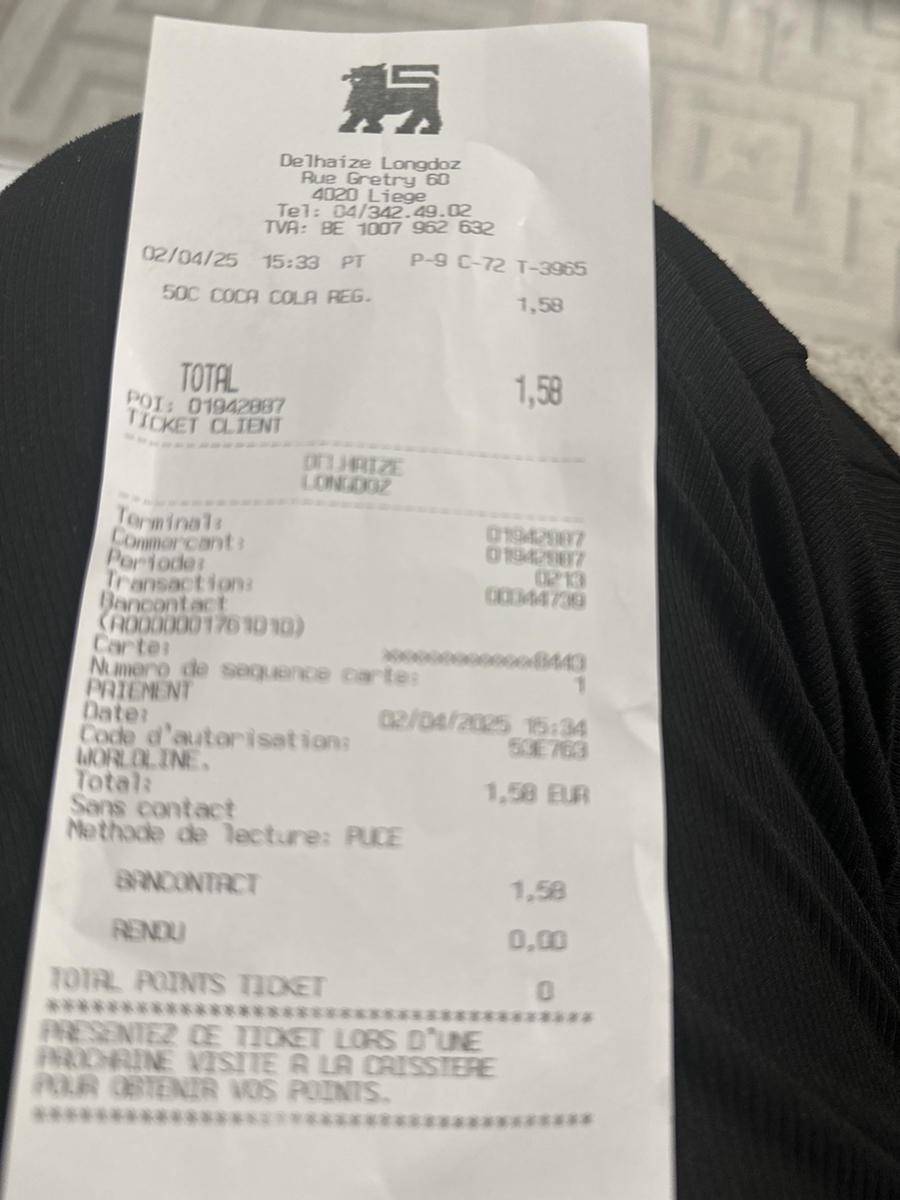 Delhaize Longdoz
Rue Gretry 60
4020 Liege
Tel: 04/342.49.02
TVA: BE 1007 962 632
02/04/25 15:33 PT P-9 C-72 T-3965
50C COCA COLA REG. 1,58
TOTAL 1,58
POI: 01942887
TICKET CLIENT
DELHAIZE
LONGDOZ
Terminal: 01942887
Commercant: 01942887
Periode: 0213
Transaction: 00344739
Bancontact
(A0000001761010)
Carte: xxxxxxxxxxxxx8443
Numero de sequence carte: 1
PAIEMENT
Date: 02/04/2025 15:34
Code d'autorisation: 53E763
WORLDLINE.
Total: 1,58 EUR
Sans contact
Methode de lecture: PUCE
BANCONTACT 1,58
RENDU 0,00
TOTAL POINTS TICKET 0
****************************************
PRESENTEZ CE TICKET LORS D'UNE
PROCHAINE VISITE A LA CAISSIERE
POUR OBTENIR VOS POINTS.
****************************************